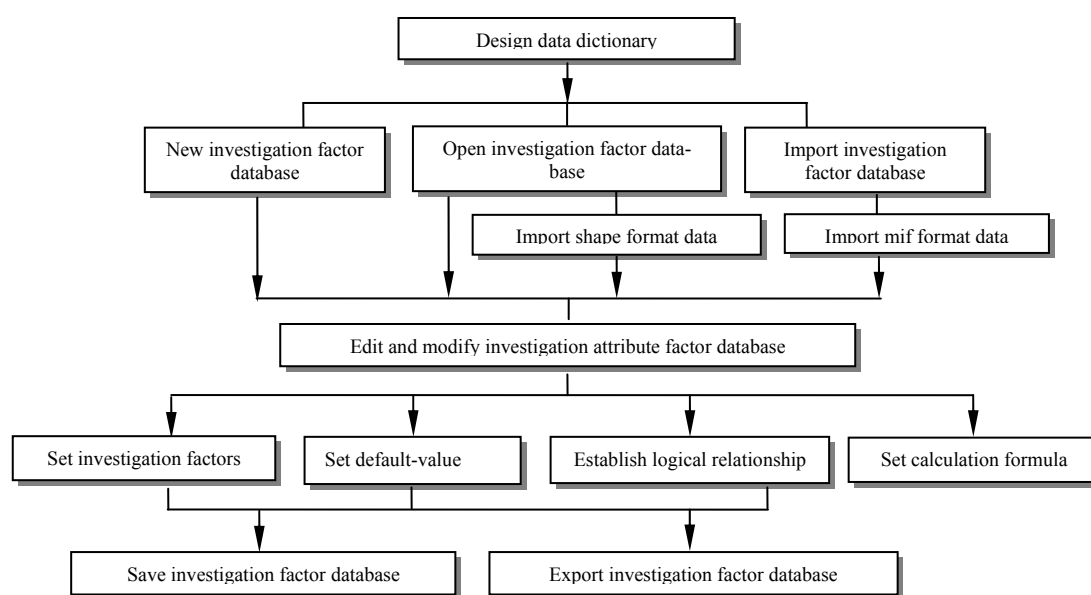 Design data dictionary
New investigation factor
database
Open investigation factor data-
base
Import investigation
factor database
Import shape format data
Import mif format data
Edit and modify investigation attribute factor database
Set investigation factors
Set default-value
Establish logical relationship
Set calculation formula
Save investigation factor database
Export investigation factor database